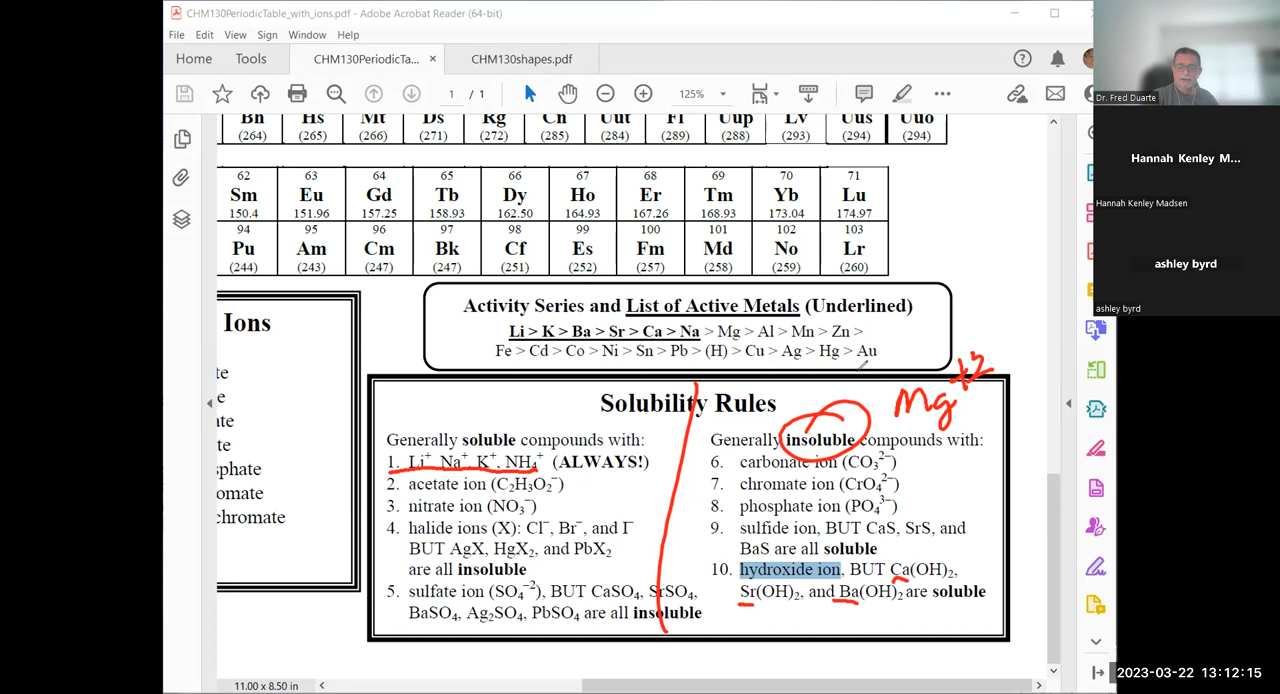 CHM130PeriodicTable_with_ions.pdf - Adobe Acrobat Reader (64-bit)
File Edit View Sign Window Help
Home Tools CHM130PeriodicTa... × CHM130shapes.pdf
1 / 1 125%
Dr. Fred Duarte
Hannah Kenley M...
Hannah Kenley Madsen
ashley byrd
ashley byrd
Bh Hs Mt Ds Rg Cn Uut Fl Uup Lv Uus Uuo
(264) (265) (266) (271) (272) (285) (284) (289) (288) (293) (294) (294)
62 63 64 65 66 67 68 69 70 71
Sm Eu Gd Tb Dy Ho Er Tm Yb Lu
150.4 151.96 157.25 158.93 162.50 164.93 167.26 168.93 173.04 174.97
94 95 96 97 98 99 100 101 102 103
Pu Am Cm Bk Cf Es Fm Md No Lr
(244) (243) (247) (247) (251) (252) (257) (258) (259) (260)
Ions
te
e
ate
te
sphate
romate
chromate
Activity Series and List of Active Metals (Underlined)
Li > K > Ba > Sr > Ca > Na > Mg > Al > Mn > Zn >
Fe > Cd > Co > Ni > Sn > Pb > (H) > Cu > Ag > Hg > Au
Mg⁺²
Solubility Rules
Generally soluble compounds with:
1. Li⁺ Na⁺, K⁺, NH₄⁺ (ALWAYS!)
2. acetate ion (C₂H₃O₂⁻)
3. nitrate ion (NO₃⁻)
4. halide ions (X): Cl⁻, Br⁻, and I⁻
BUT AgX, HgX₂, and PbX₂
are all insoluble
5. sulfate ion (SO₄⁻²), BUT CaSO₄, SrSO₄,
BaSO₄, Ag₂SO₄, PbSO₄ are all insoluble
Generally insoluble compounds with:
6. carbonate ion (CO₃²⁻)
7. chromate ion (CrO₄²⁻)
8. phosphate ion (PO₄³⁻)
9. sulfide ion, BUT CaS, SrS, and
BaS are all soluble
10. hydroxide ion, BUT Ca(OH)₂,
Sr(OH)₂, and Ba(OH)₂ are soluble
11.00 x 8.50 in
2023-03-22 13:12:15